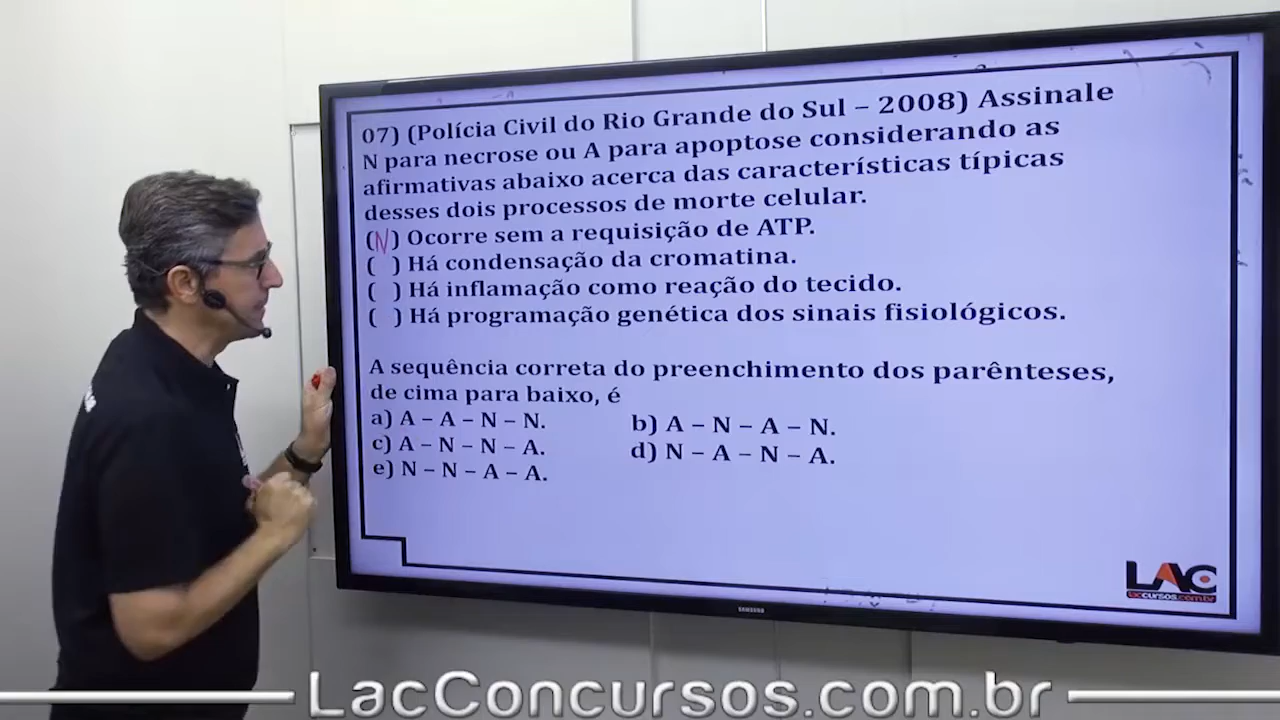 07) (Polícia Civil do Rio Grande do Sul – 2008) Assinale
N para necrose ou A para apoptose considerando as
afirmativas abaixo acerca das características típicas
desses dois processos de morte celular.
(N) Ocorre sem a requisição de ATP.
( ) Há condensação da cromatina.
( ) Há inflamação como reação do tecido.
( ) Há programação genética dos sinais fisiológicos.
A sequência correta do preenchimento dos parênteses,
de cima para baixo, é
a) A – A – N – N. b) A – N – A – N.
c) A – N – N – A. d) N – A – N – A.
e) N – N – A – A.
LAC
laccursos.com.br
SAMSUNG
LacConcursos.com.br